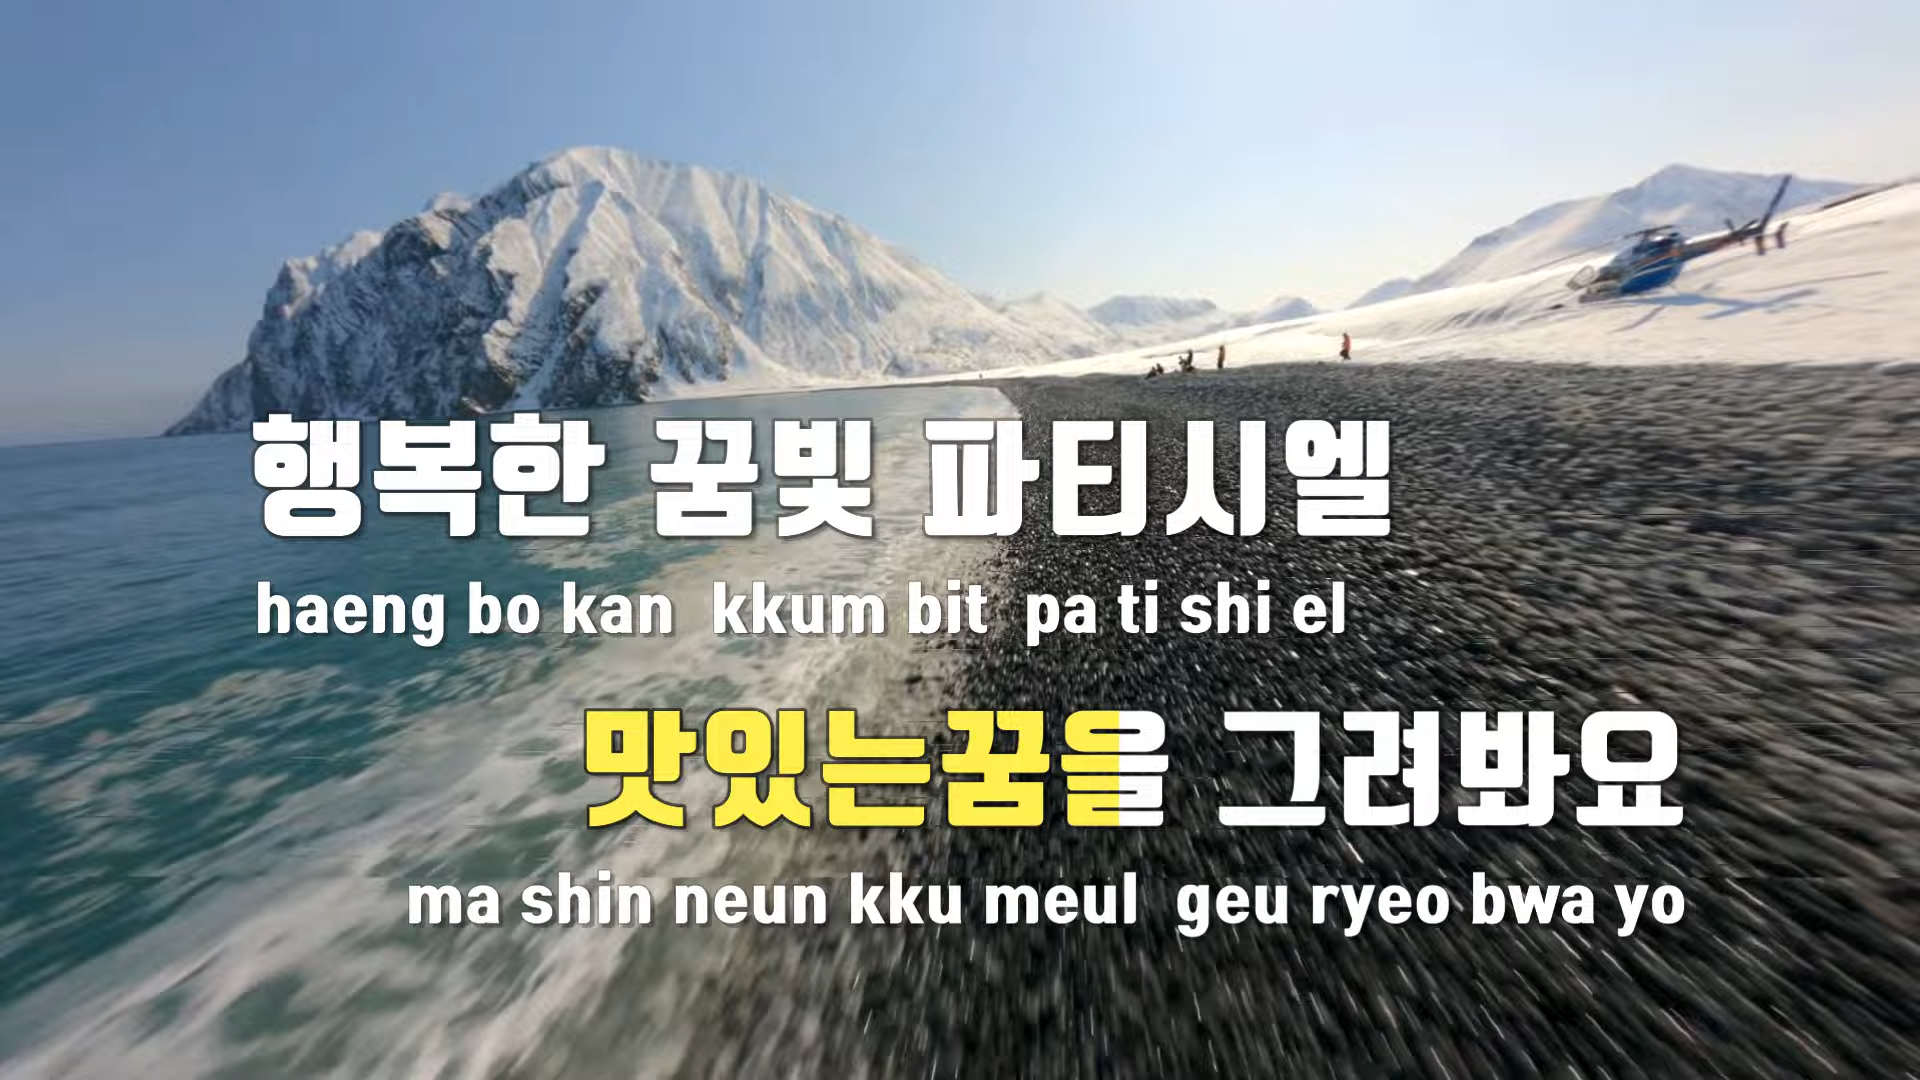 행복한 꿈빛 파티시엘
haeng bo kan kkum bit pa ti shi el
맛있는꿈을 그려봐요
ma shin neun kku meul geu ryeo bwa yo